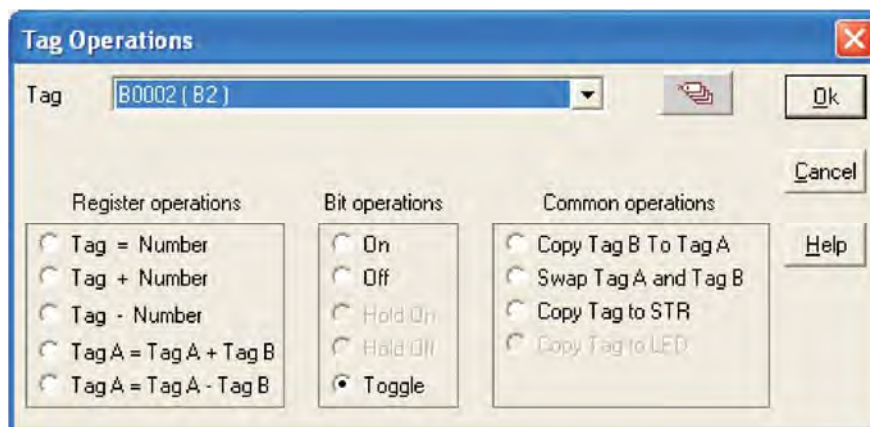 Tag Operations
Tag B0002 ( B2 ) Ok
Cancel
Register operations Bit operations Common operations
Tag = Number On Copy Tag B To Tag A Help
Tag + Number Off Swap Tag A and Tag B
Tag - Number Hold On Copy Tag to STR
Tag A = Tag A + Tag B Hold Off Copy Tag to LED
Tag A = Tag A - Tag B Toggle